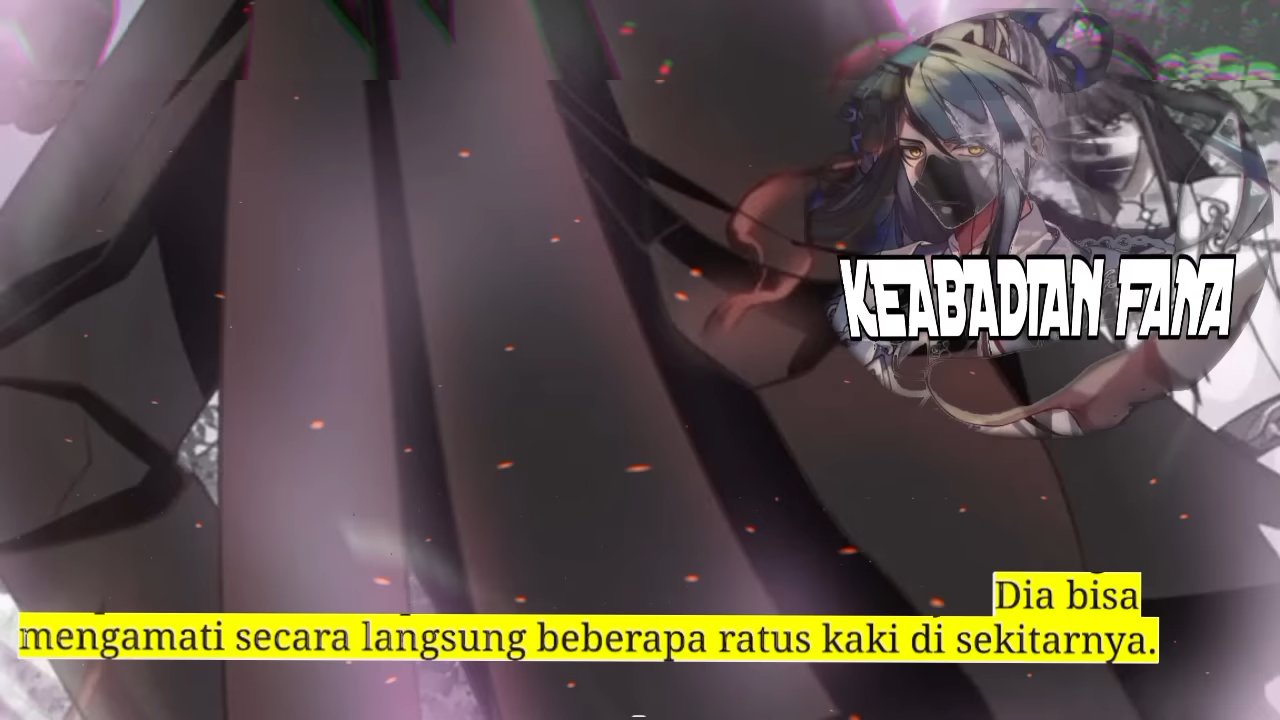 KEABADIAN FANA
Dia bisa
mengamati secara langsung beberapa ratus kaki di sekitarnya.